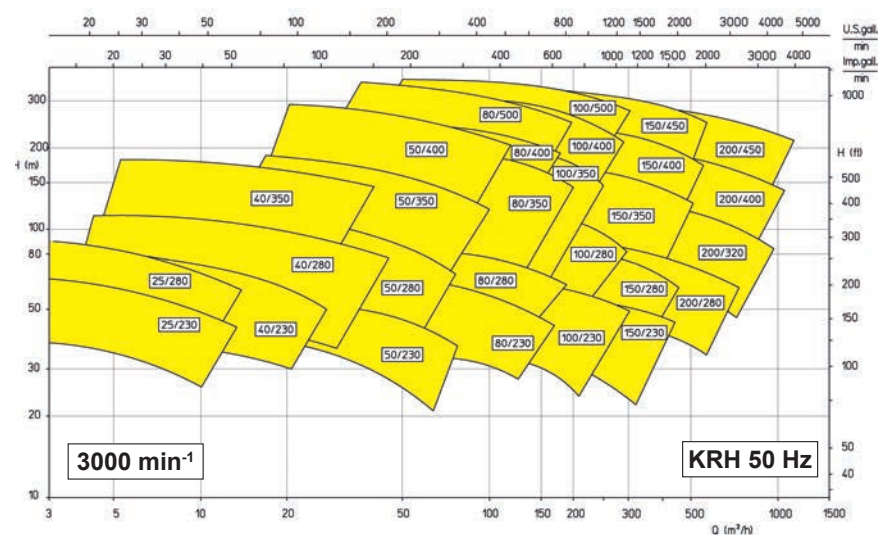 20 30 50 100 200 400 800 1200 2000 3000 4000 5000 U.S.gall.
min
20 30 50 100 200 400 600 1000 1200 1500 2000 3000 4000 Imp.gall.
min
300 1000
80/500 100/500 150/450
200 50/400 80/400 100/400 150/400 200/450 H (ft)
(m)
150 100/350 500
40/350 50/350 80/350 150/350 200/400 400
100 300
80 40/280 100/280 200/320
25/280 50/280 80/280 150/280 200/280 200
50
25/230 40/230 50/230 80/230 100/230 150/230 150
30 100
20
3000 min-1 KRH 50 Hz 50
40
10
3 5 10 20 50 100 150 200 300 500 1000 1500
Q (m³/h)